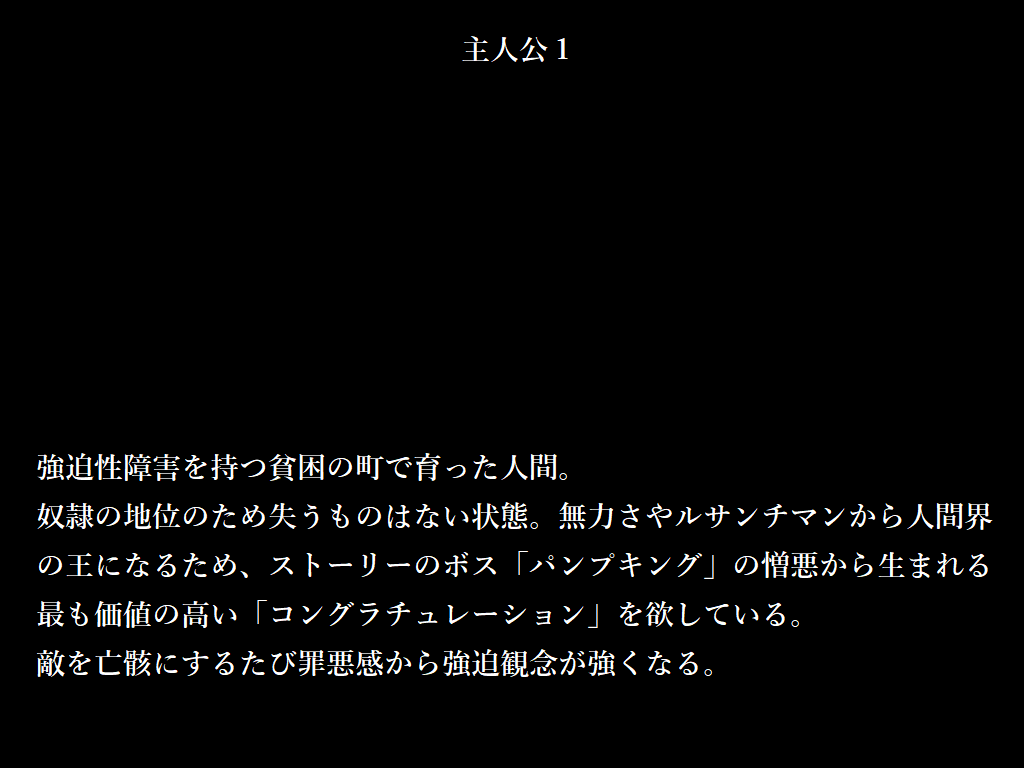 主人公１
強迫性障害を持つ貧困の町で育った人間。
奴隷の地位のため失うものはない状態。無力さやルサンチマンから人間界
の王になるため、ストーリーのボス「パンプキング」の憎悪から生まれる
最も価値の高い「コングラチュレーション」を欲している。
敵を亡骸にするたび罪悪感から強迫観念が強くなる。